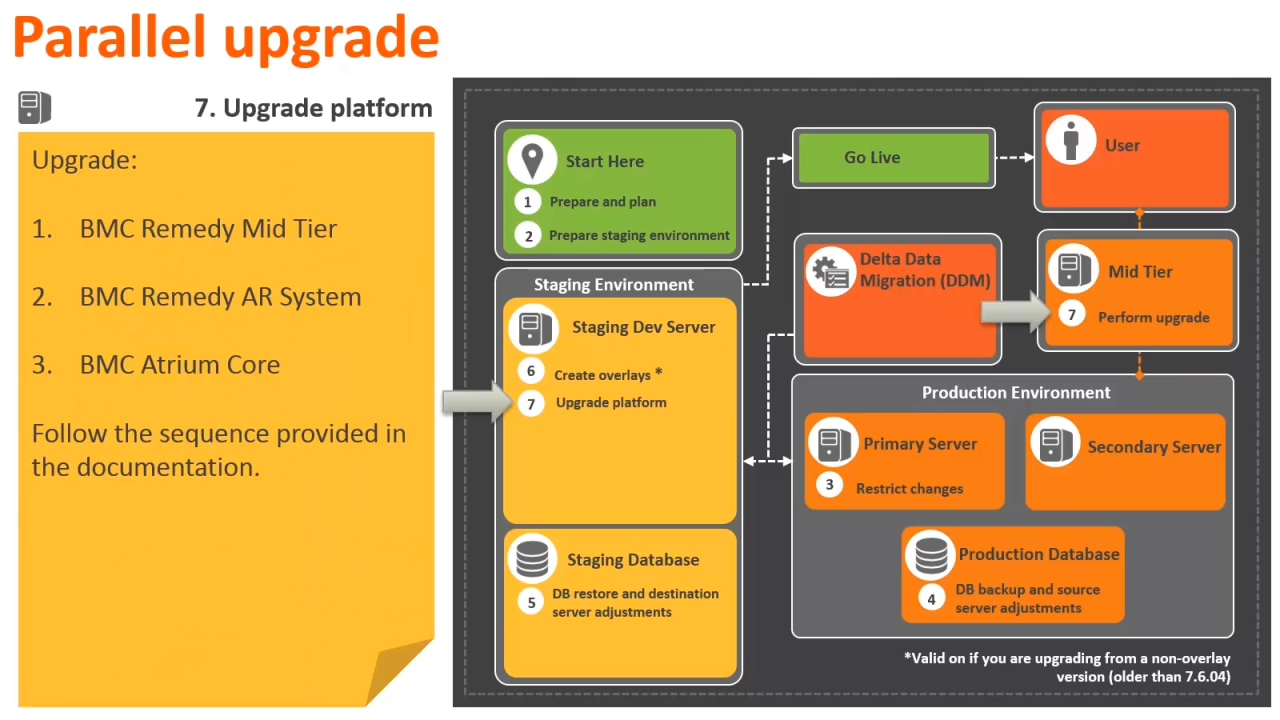 Parallel upgrade
7. Upgrade platform
Upgrade:
1. BMC Remedy Mid Tier
2. BMC Remedy AR System
3. BMC Atrium Core
Follow the sequence provided in
the documentation.
Start Here
1 Prepare and plan
2 Prepare staging environment
Staging Environment
Staging Dev Server
6 Create overlays *
7 Upgrade platform
Staging Database
5 DB restore and destination
server adjustments
Go Live
User
Delta Data
Migration (DDM)
Mid Tier
7 Perform upgrade
Production Environment
Primary Server
3 Restrict changes
Secondary Server
Production Database
4 DB backup and source
server adjustments
*Valid on if you are upgrading from a non-overlay
version (older than 7.6.04)